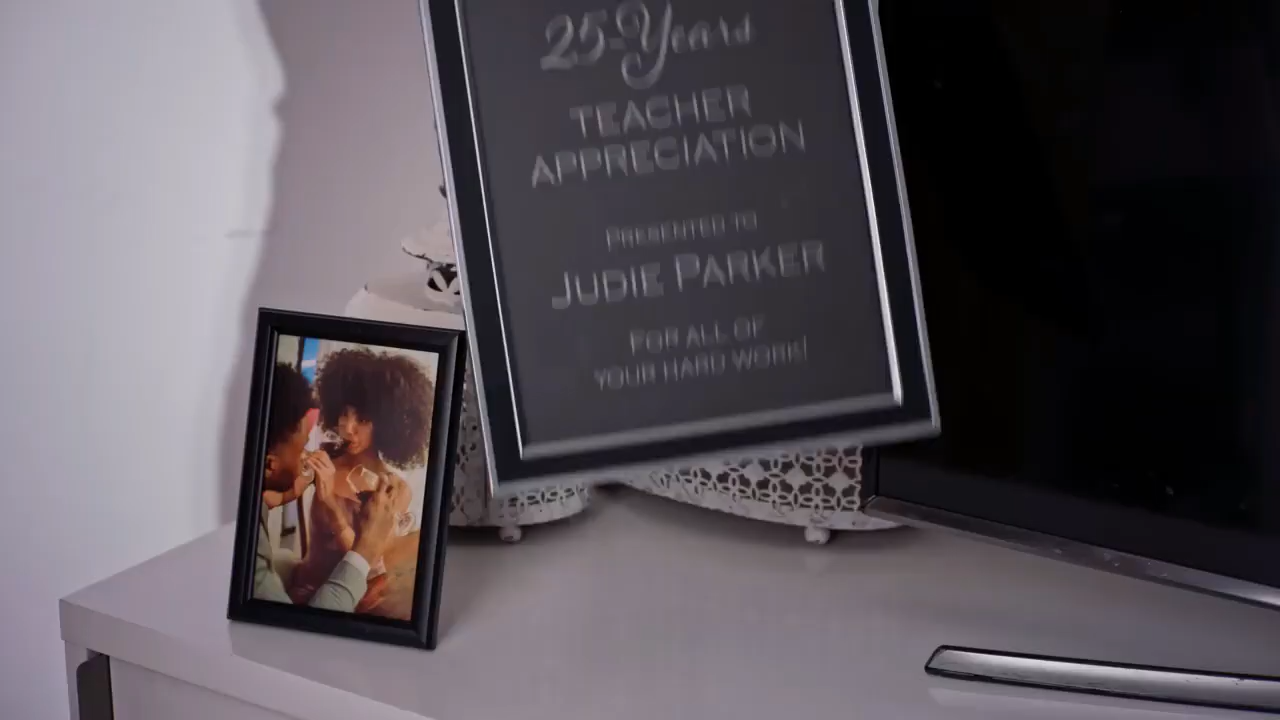 25-Years
TEACHER
APPRECIATION
PRESENTED TO
JUDIE PARKER
FOR ALL OF
YOUR HARD WORK!